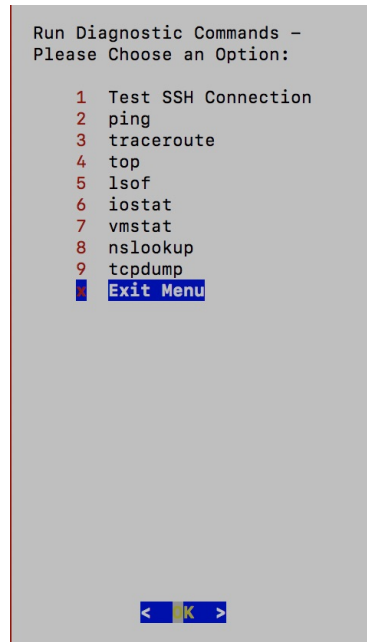 Run Diagnostic Commands –
Please Choose an Option:
1 Test SSH Connection
2 ping
3 traceroute
4 top
5 lsof
6 iostat
7 vmstat
8 nslookup
9 tcpdump
x Exit Menu
< OK >